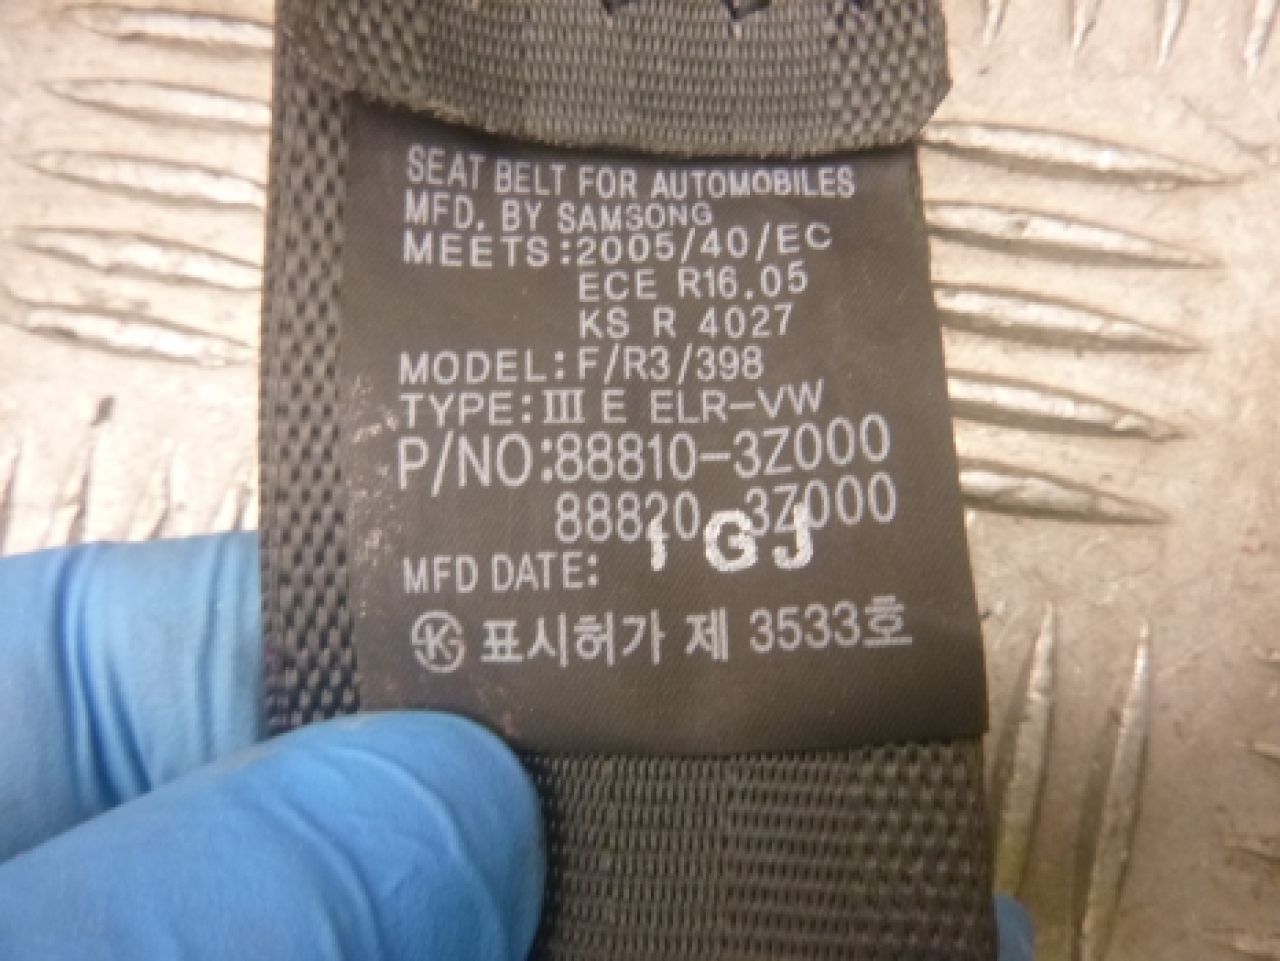 SEAT BELT FOR AUTOMOBILES
MFD. BY SAMSONG
MEETS:2005/40/EC
ECE R16.05
KS R 4027
MODEL:F/R3/398
TYPE:III E ELR-VW
P/NO:88810-3Z000
88820-3Z000
MFD DATE: 1 GJ
표시허가 제 3533호